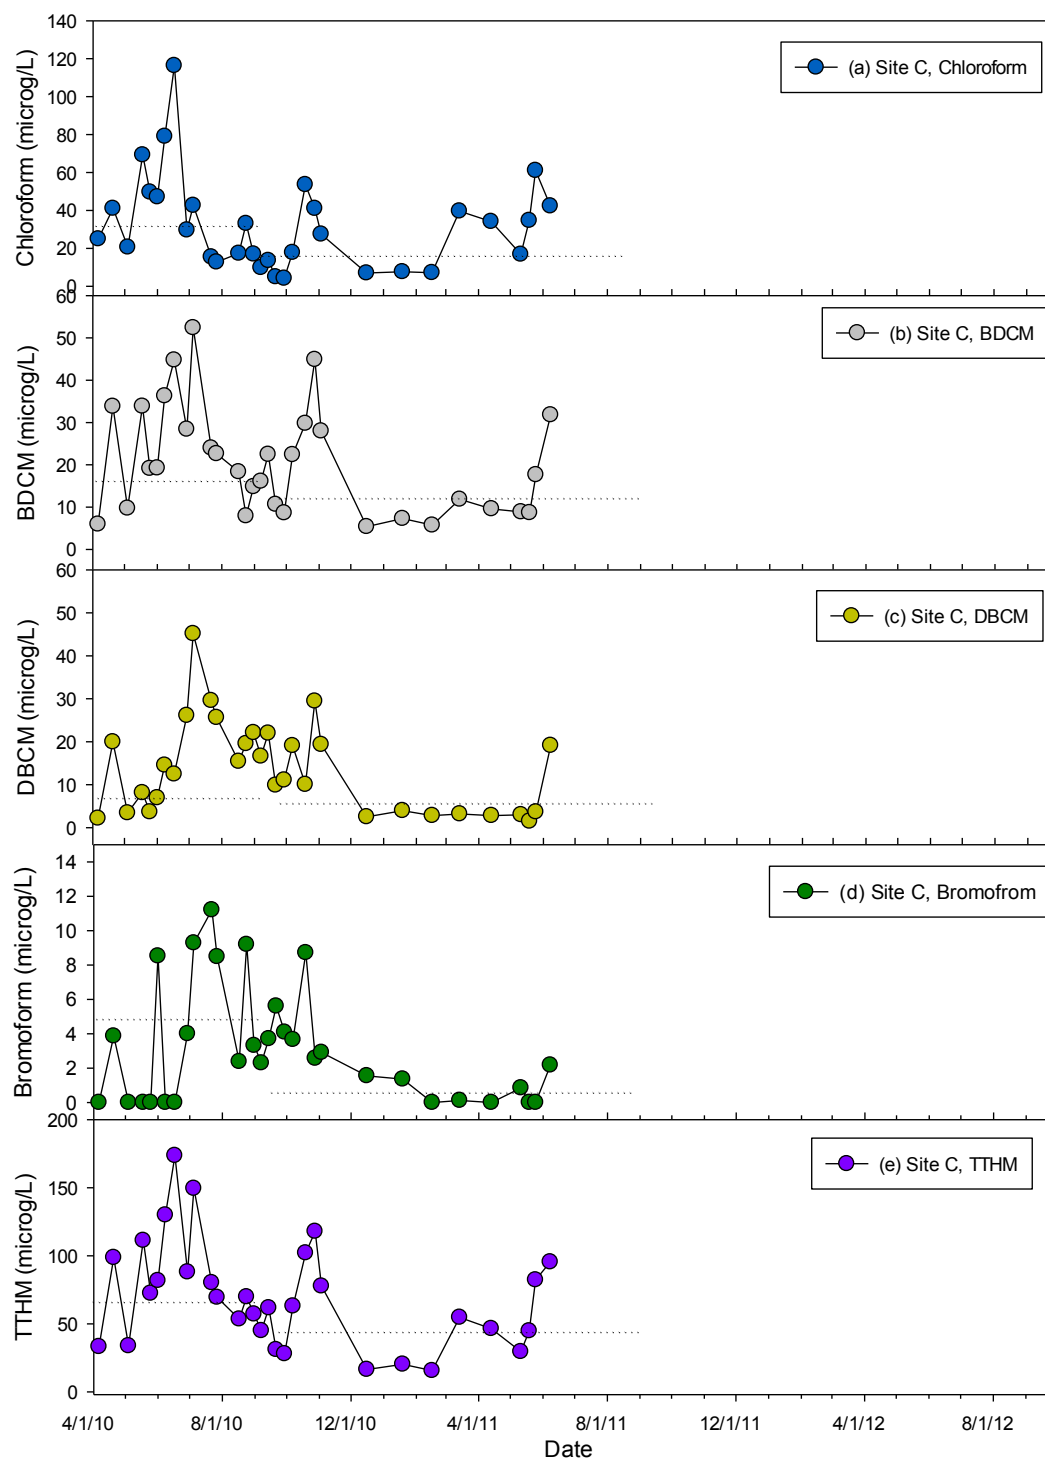 140
120
100
80
60
40
20
0
Chloroform (microg/L)
(a) Site C, Chloroform
60
50
40
30
20
10
0
BDCM (microg/L)
(b) Site C, BDCM
60
50
40
30
20
10
0
DBCM (microg/L)
(c) Site C, DBCM
14
12
10
8
6
4
2
0
Bromoform (microg/L)
(d) Site C, Bromofrom
200
150
100
50
0
TTHM (microg/L)
(e) Site C, TTHM
4/1/10 8/1/10 12/1/10 4/1/11 8/1/11 12/1/11 4/1/12 8/1/12
Date